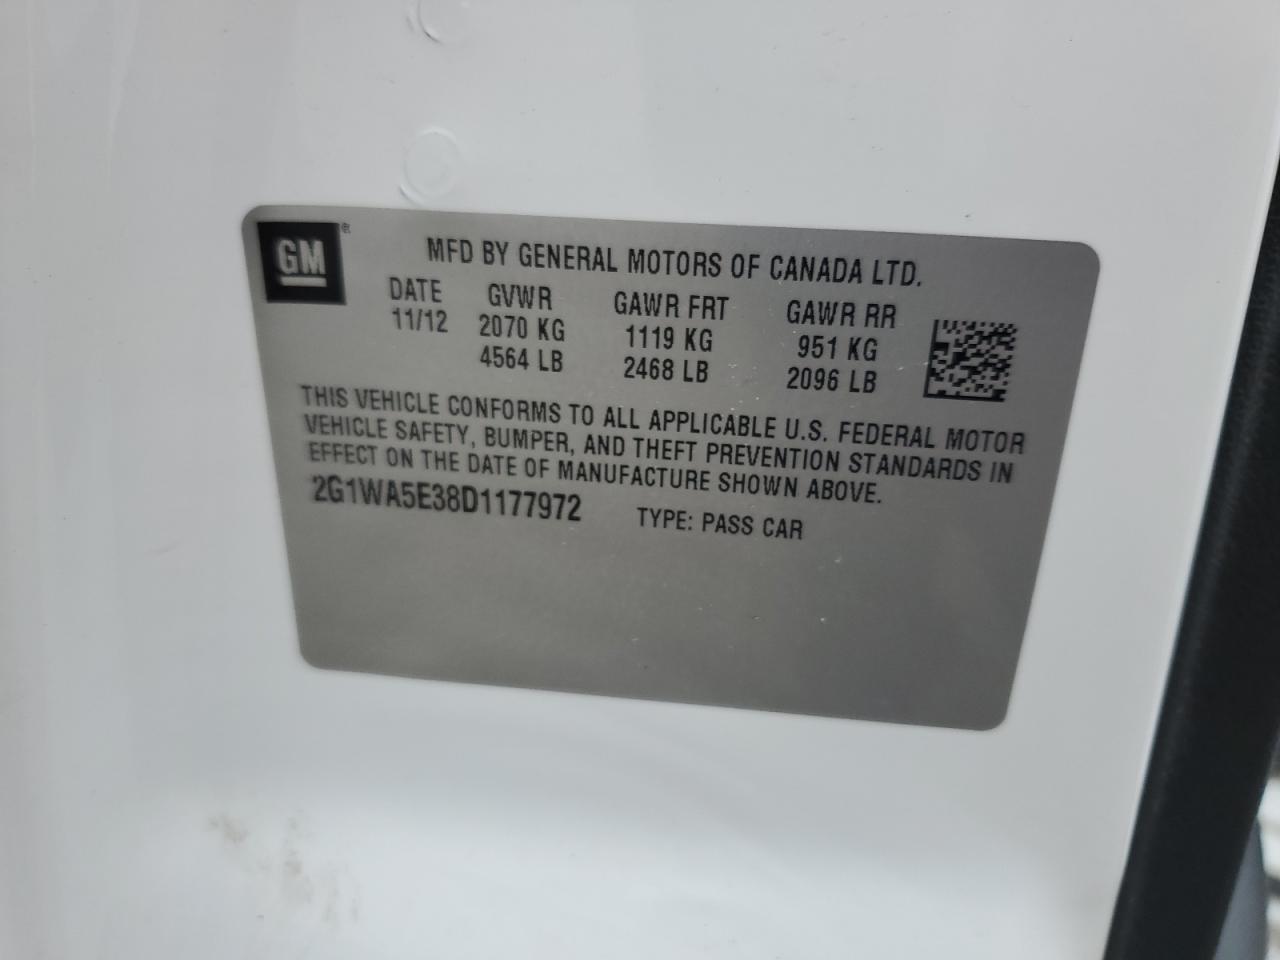 GM ®
MFD BY GENERAL MOTORS OF CANADA LTD.
DATE GVWR GAWR FRT GAWR RR
11/12 2070 KG 1119 KG 951 KG
4564 LB 2468 LB 2096 LB
THIS VEHICLE CONFORMS TO ALL APPLICABLE U.S. FEDERAL MOTOR
VEHICLE SAFETY, BUMPER, AND THEFT PREVENTION STANDARDS IN
EFFECT ON THE DATE OF MANUFACTURE SHOWN ABOVE.
2G1WA5E38D1177972 TYPE: PASS CAR